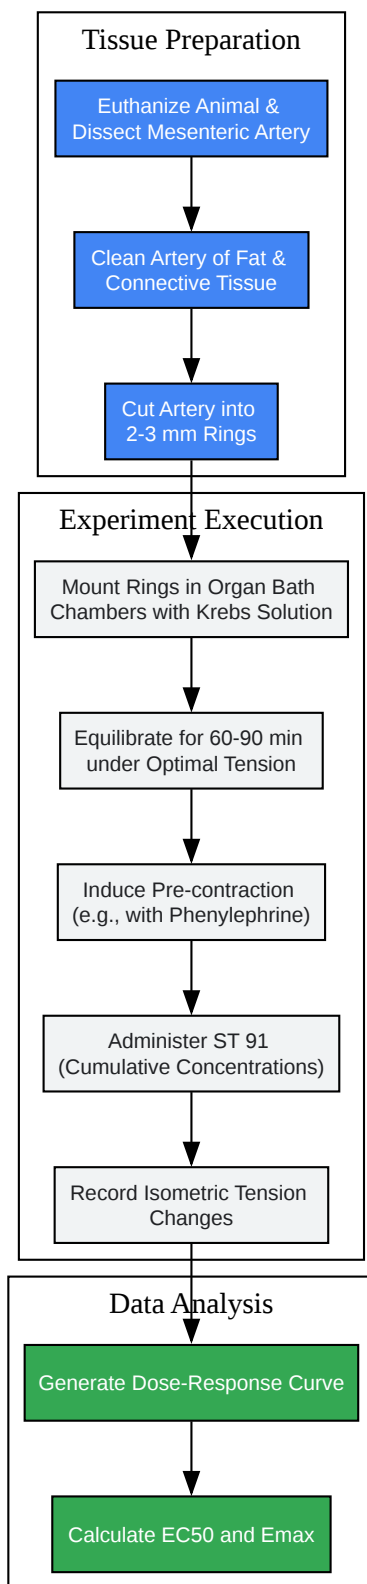 Tissue Preparation
Euthanize Animal &
Dissect Mesenteric Artery
Clean Artery of Fat &
Connective Tissue
Cut Artery into
2-3 mm Rings
Experiment Execution
Mount Rings in Organ Bath
Chambers with Krebs Solution
Equilibrate for 60-90 min
under Optimal Tension
Induce Pre-contraction
(e.g., with Phenylephrine)
Administer ST 91
(Cumulative Concentrations)
Record Isometric Tension
Changes
Data Analysis
Generate Dose-Response Curve
Calculate EC50 and Emax